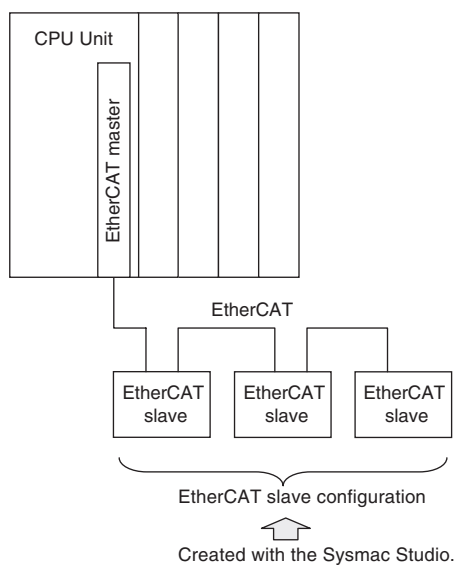 CPU Unit
EtherCAT master
EtherCAT
EtherCAT
slave
EtherCAT
slave
EtherCAT
slave
EtherCAT slave configuration
Created with the Sysmac Studio.